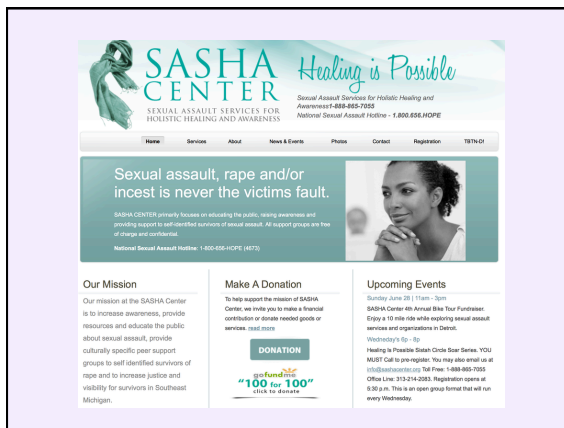 SASHA
CENTER
SEXUAL ASSAULT SERVICES FOR
HOLISTIC HEALING AND AWARENESS
Healing is Possible
Sexual Assault Services for Holistic Healing and
Awareness1-888-865-7055
National Sexual Assault Hotline - 1.800.656.HOPE
Home Services About News & Events Photos Contact Registration TBTN-D!
Sexual assault, rape and/or
incest is never the victims fault.
SASHA CENTER primarily focuses on educating the public, raising awareness and
providing support to self-identified survivors of sexual assault. All support groups are free
of charge and confidential.
National Sexual Assault Hotline: 1-800-656-HOPE (4673)
Our Mission
Our mission at the SASHA Center
is to increase awareness, provide
resources and educate the public
about sexual assault, provide
culturally specific peer support
groups to self identified survivors of
rape and to increase justice and
visibility for survivors in Southeast
Michigan.
Make A Donation
To help support the mission of SASHA
Center, we invite you to make a financial
contribution or donate needed goods or
services. read more
DONATION
gofundme
"100 for 100"
click to donate
Upcoming Events
Sunday June 28 | 11am - 3pm
SASHA Center 4th Annual Bike Tour Fundraiser.
Enjoy a 10 mile ride while exploring sexual assault
services and organizations in Detroit.
Wedneday's 6p - 8p
Healing Is Possible Sistah Circle Soar Series. YOU
MUST Call to pre-register. You may also email us at
info@sashacenter.org Toll Free: 1-888-865-7055
Office Line: 313-214-2083. Registration opens at
5:30 p.m. This is an open group format that will run
every Wednesday.